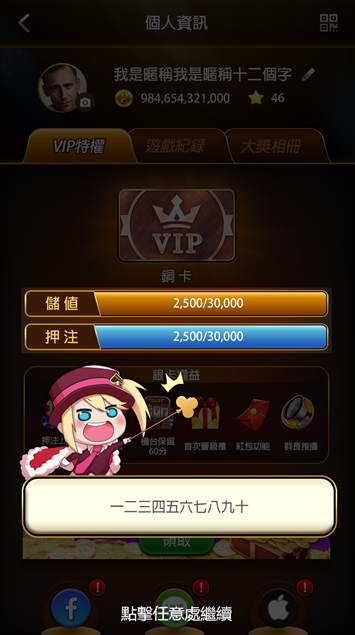 個人資訊
我是暱稱我是暱稱十二個字
984,654,321,000 46
VIP特權 遊戲紀錄 大獎相冊
VIP
銅卡
儲值 2,500/30,000
押注 2,500/30,000
銀卡權益
押注上 機台保留 首次晉級禮 紅包功能 群長推播
60分
一二三四五六七八九十
領取
點擊任意處繼續